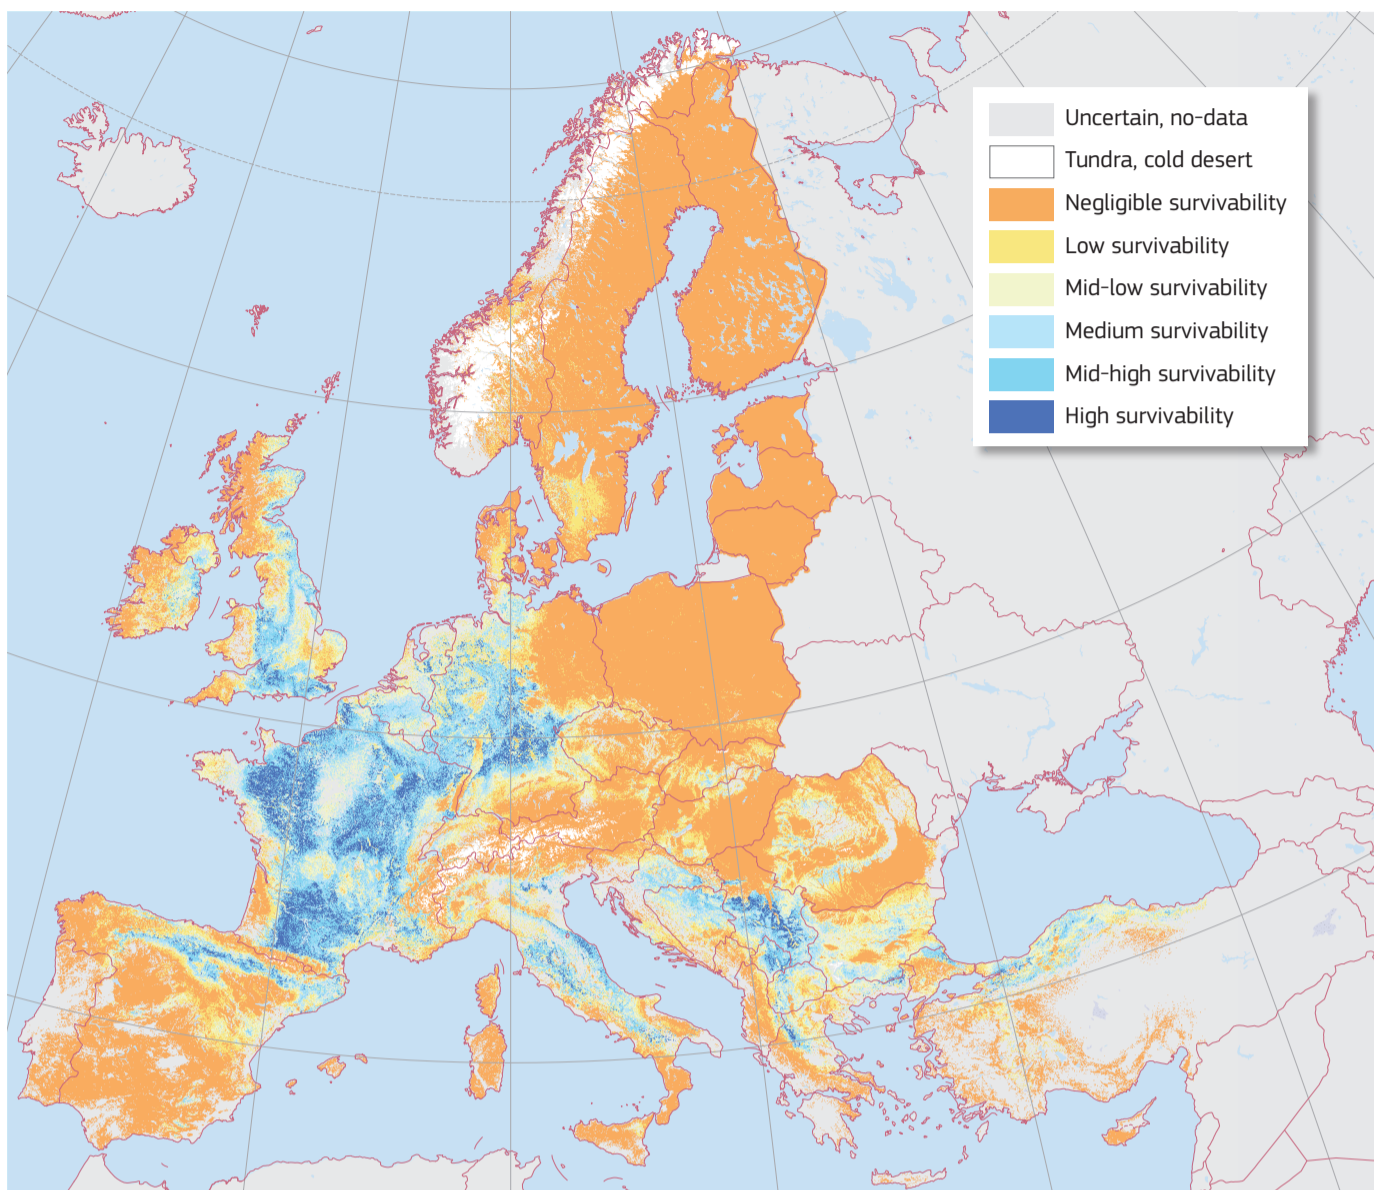 Uncertain, no-data
Tundra, cold desert
Negligible survivability
Low survivability
Mid-low survivability
Medium survivability
Mid-high survivability
High survivability